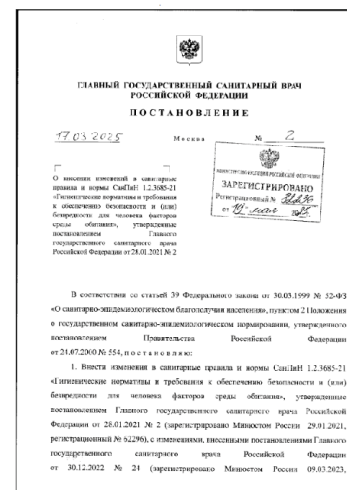 ГЛАВНЫЙ ГОСУДАРСТВЕННЫЙ САНИТАРНЫЙ ВРАЧ
РОССИЙСКОЙ ФЕДЕРАЦИИ
ПОСТАНОВЛЕНИЕ
17.03.2025
Москва
№ 2
МИНИСТЕРСТВО ЮСТИЦИИ РОССИЙСКОЙ ФЕДЕРАЦИИ
ЗАРЕГИСТРИРОВАНО
Регистрационный №
от
О внесении изменений в санитарные
правила и нормы СанПиН 1.2.3685-21
«Гигиенические нормативы и требования
к обеспечению безопасности и (или)
безвредности для человека факторов
среды обитания», утвержденные
постановлением Главного
государственного санитарного врача
Российской Федерации от 28.01.2021 № 2
В соответствии со статьей 39 Федерального закона от 30.03.1999 № 52-ФЗ
«О санитарно-эпидемиологическом благополучии населения», пунктом 2 Положения
о государственном санитарно-эпидемиологическом нормировании, утвержденного
постановлением Правительства Российской Федерации
от 24.07.2000 № 554, постановляю:
1. Внести изменения в санитарные правила и нормы СанПиН 1.2.3685-21
«Гигиенические нормативы и требования к обеспечению безопасности и (или)
безвредности для человека факторов среды обитания», утвержденные
постановлением Главного государственного санитарного врача Российской
Федерации от 28.01.2021 № 2 (зарегистрировано Минюстом России 29.01.2021,
регистрационный № 62296), с изменениями, внесенными постановлениями Главного
государственного санитарного врача Российской Федерации
от 30.12.2022 № 24 (зарегистрировано Минюстом России 09.03.2023,